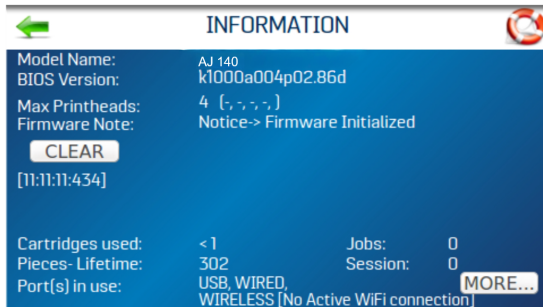 INFORMATION
Model Name: AJ 140
BIOS Version: k1000a004p02.86d
Max Printheads: 4 (-, -, -, -, )
Firmware Note: Notice-> Firmware Initialized
CLEAR
[11:11:11:434]
Cartridges used: <1 Jobs: 0
Pieces- Lifetime: 302 Session: 0
Port(s) in use: USB, WIRED, MORE...
WIRELESS [No Active WiFi connection]